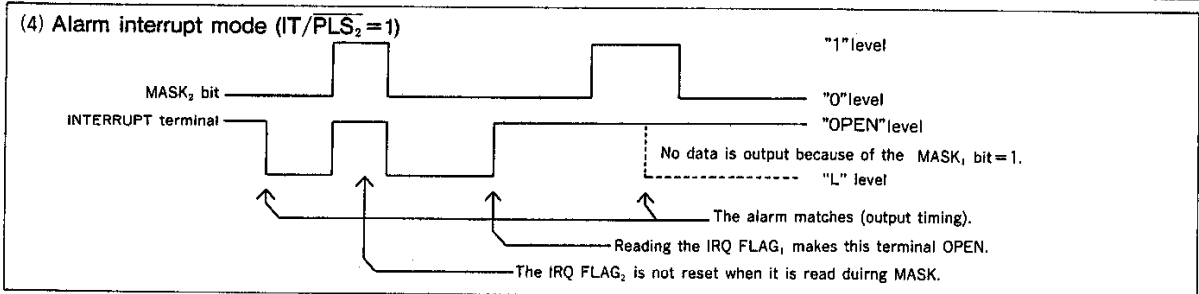 (4) Alarm interrupt mode (IT/PLS₂=1)
"1" level
MASK₂ bit
"0" level
INTERRUPT terminal
"OPEN" level
No data is output because of the MASK₁ bit=1.
"L" level
The alarm matches (output timing).
Reading the IRQ FLAG₁ makes this terminal OPEN.
The IRQ FLAG₂ is not reset when it is read duirng MASK.